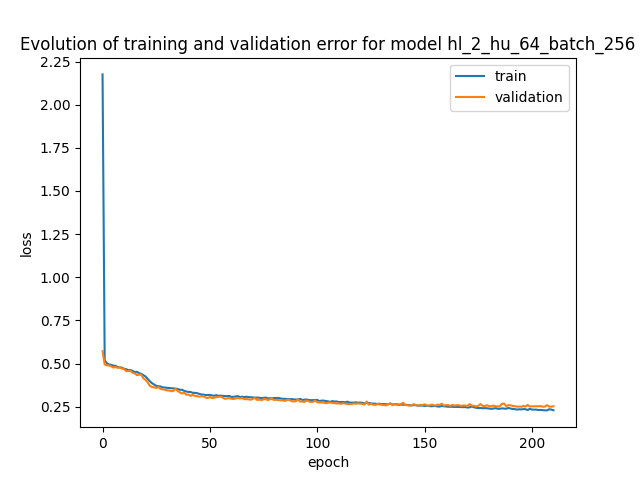 Evolution of training and validation error for model hl_2_hu_64_batch_256
train
validation
2.25
2.00
1.75
1.50
1.25
1.00
0.75
0.50
0.25
loss
0
50
100
150
200
epoch